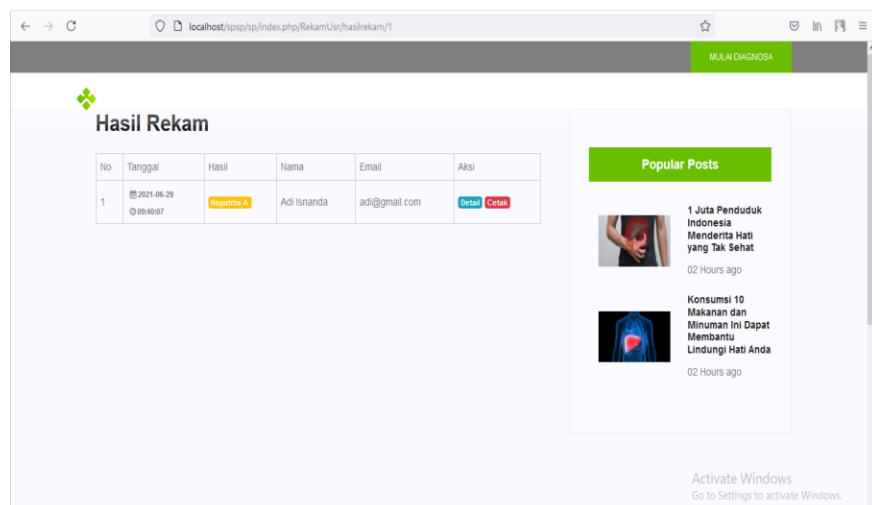 localhost/spsp/sp/index.php/RekamUsr/hasilrekam/1
MULAI DIAGNOSA
Hasil Rekam
No Tanggal Hasil Nama Email Aksi
1 2021-06-29 09:40:07 Hepatitis A Adi Isnanda adi@gmail.com Detail Cetak
Popular Posts
1 Juta Penduduk
Indonesia
Menderita Hati
yang Tak Sehat
02 Hours ago
Konsumsi 10
Makanan dan
Minuman Ini Dapat
Membantu
Lindungi Hati Anda
02 Hours ago
Activate Windows
Go to Settings to activate Windows.